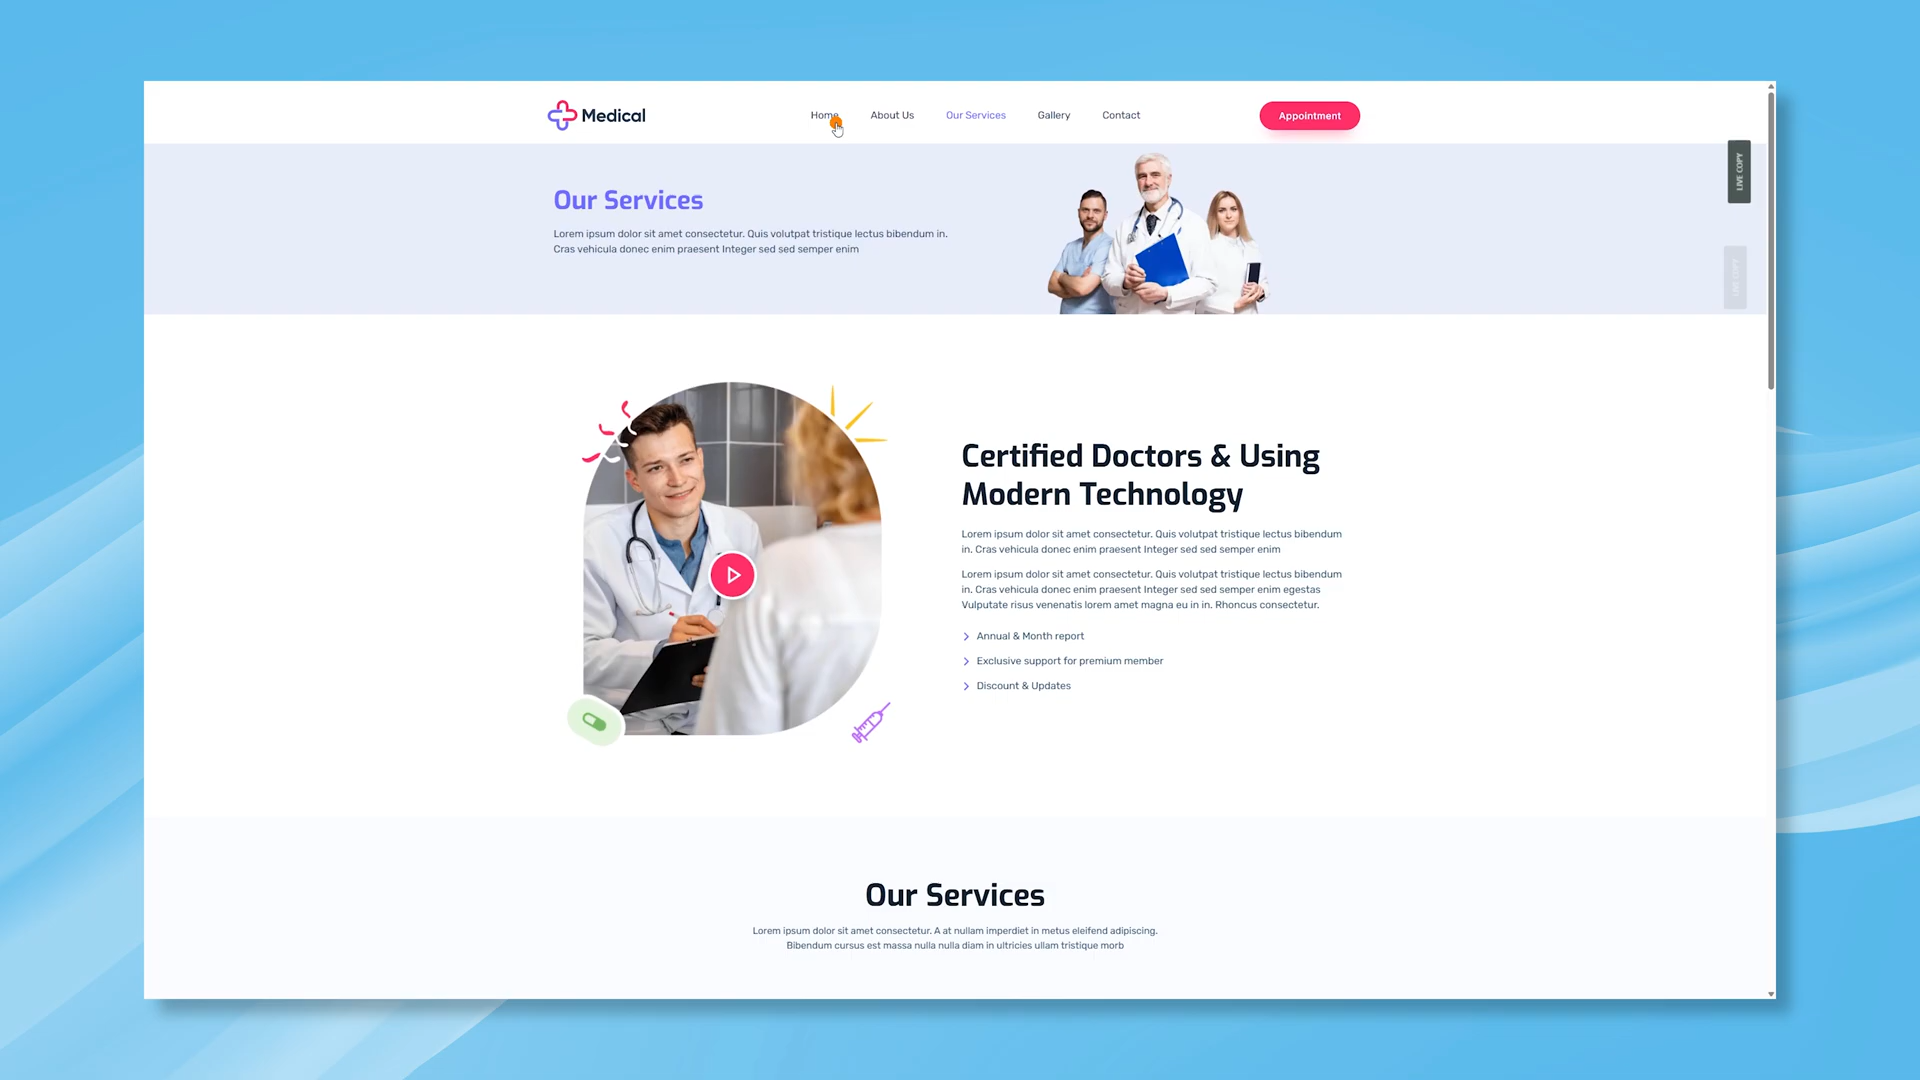 Medical
Home
About Us
Our Services
Gallery
Contact
Appointment
LIVE COPY
Our Services
Lorem ipsum dolor sit amet consectetur. Quis volutpat tristique lectus bibendum in.
Cras vehicula donec enim praesent Integer sed sed semper enim
LIVE COPY
Certified Doctors & Using
Modern Technology
Lorem ipsum dolor sit amet consectetur. Quis volutpat tristique lectus bibendum
in. Cras vehicula donec enim praesent Integer sed sed semper enim
Lorem ipsum dolor sit amet consectetur. Quis volutpat tristique lectus bibendum
in. Cras vehicula donec enim praesent Integer sed sed semper enim egestas
Vulputate risus venenatis lorem amet magna eu in in. Rhoncus consectetur.
Annual & Month report
Exclusive support for premium member
Discount & Updates
Our Services
Lorem ipsum dolor sit amet consectetur. A at nullam imperdiet in metus eleifend adipiscing.
Bibendum cursus est massa nulla nulla diam in ultricies ullam tristique morb